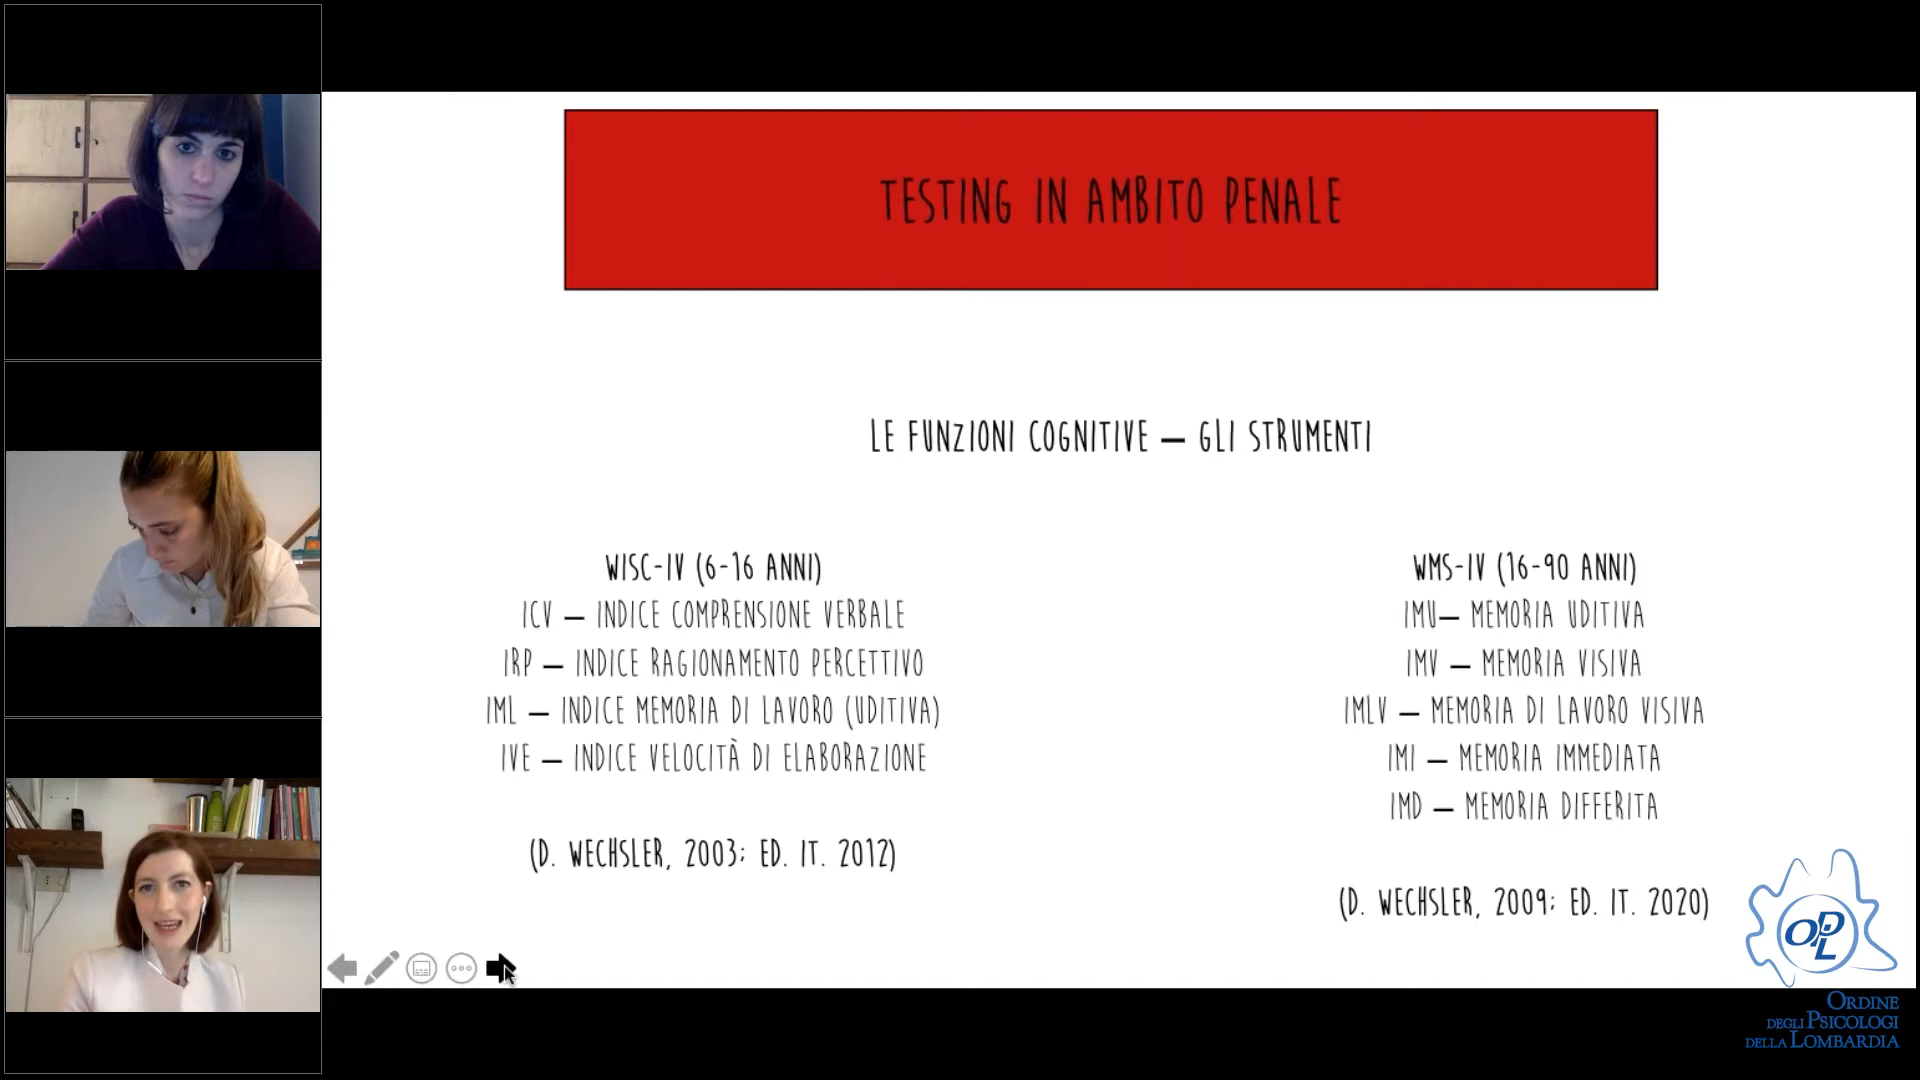 TESTING IN AMBITO PENALE
LE FUNZIONI COGNITIVE – GLI STRUMENTI
WISC-IV (6-16 ANNI)
ICV – INDICE COMPRENSIONE VERBALE
IRP – INDICE RAGIONAMENTO PERCETTIVO
IML – INDICE MEMORIA DI LAVORO (UDITIVA)
IVE – INDICE VELOCITÀ DI ELABORAZIONE
(D. WECHSLER, 2003; ED. IT. 2012)
WMS-IV (16-90 ANNI)
IMU– MEMORIA UDITIVA
IMV – MEMORIA VISIVA
IMLV – MEMORIA DI LAVORO VISIVA
IMI – MEMORIA IMMEDIATA
IMD – MEMORIA DIFFERITA
(D. WECHSLER, 2009; ED. IT. 2020)
OPL
ORDINE
DEGLI PSICOLOGI
DELLA LOMBARDIA